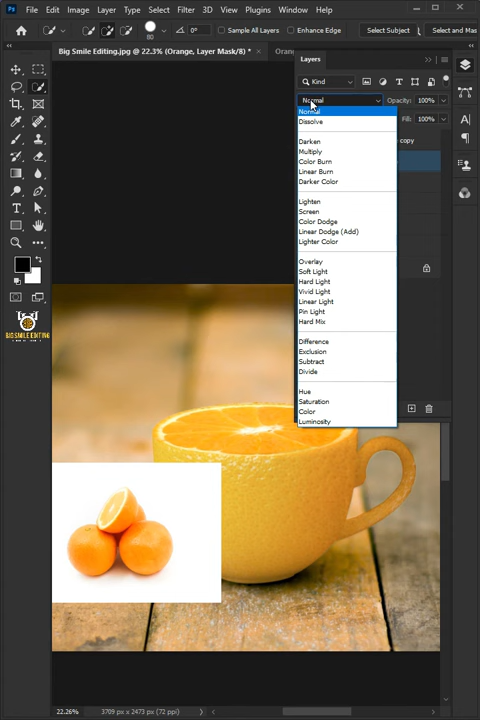 Ps File Edit Image Layer Type Select Filter 3D View Plugins Window Help
80 0° Sample All Layers Enhance Edge Select Subject Select and Mas
Big Smile Editing.jpg @ 22.3% (Orange, Layer Mask/8) * × Oran
Layers
Kind
Normal Opacity: 100%
Fill: 100%
Normal
Dissolve
copy
Darken
Multiply
Color Burn
Linear Burn
Darker Color
Lighten
Screen
Color Dodge
Linear Dodge (Add)
Lighter Color
Overlay
Soft Light
Hard Light
Vivid Light
Linear Light
Pin Light
Hard Mix
Difference
Exclusion
Subtract
Divide
Hue
Saturation
Color
Luminosity
BIG SMILE EDITING
22.26% 3709 px x 2473 px (72 ppi)